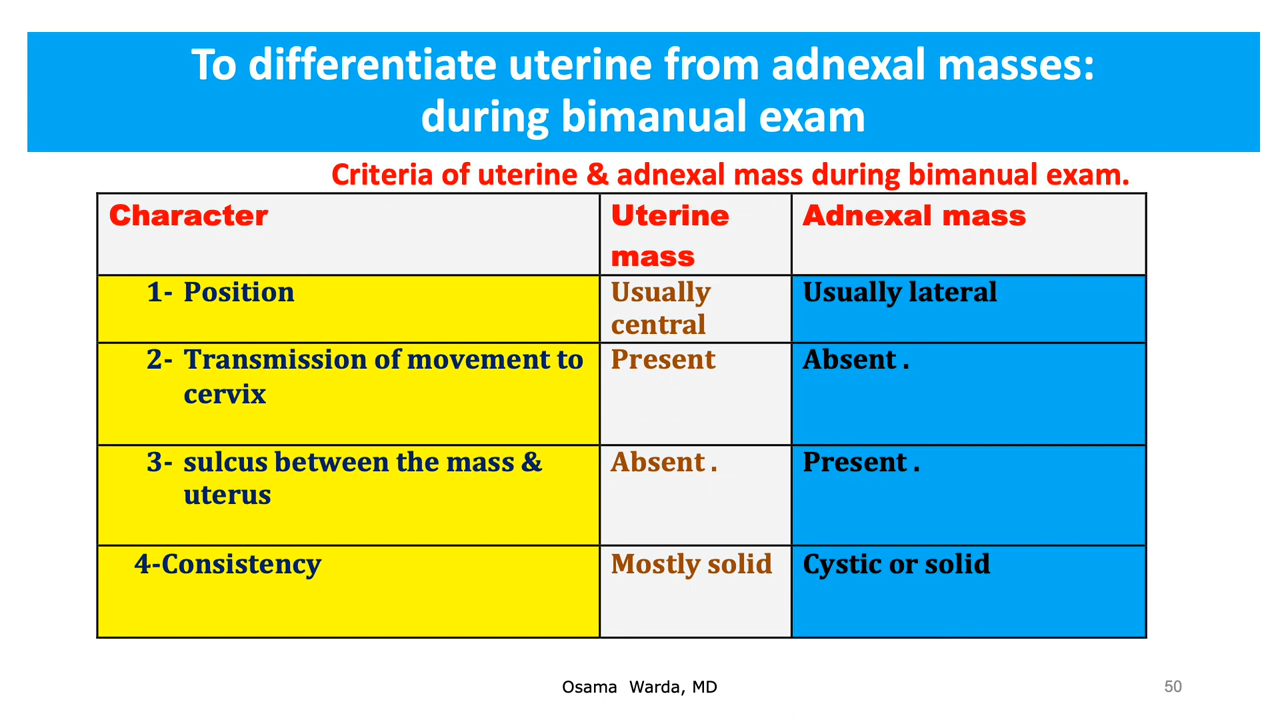 To differentiate uterine from adnexal masses:
during bimanual exam
Criteria of uterine & adnexal mass during bimanual exam.
Character
Uterine
mass
Adnexal mass
1- Position
Usually
central
Usually lateral
2- Transmission of movement to
cervix
Present
Absent .
3- sulcus between the mass &
uterus
Absent .
Present .
4-Consistency
Mostly solid
Cystic or solid
Osama Warda, MD
50